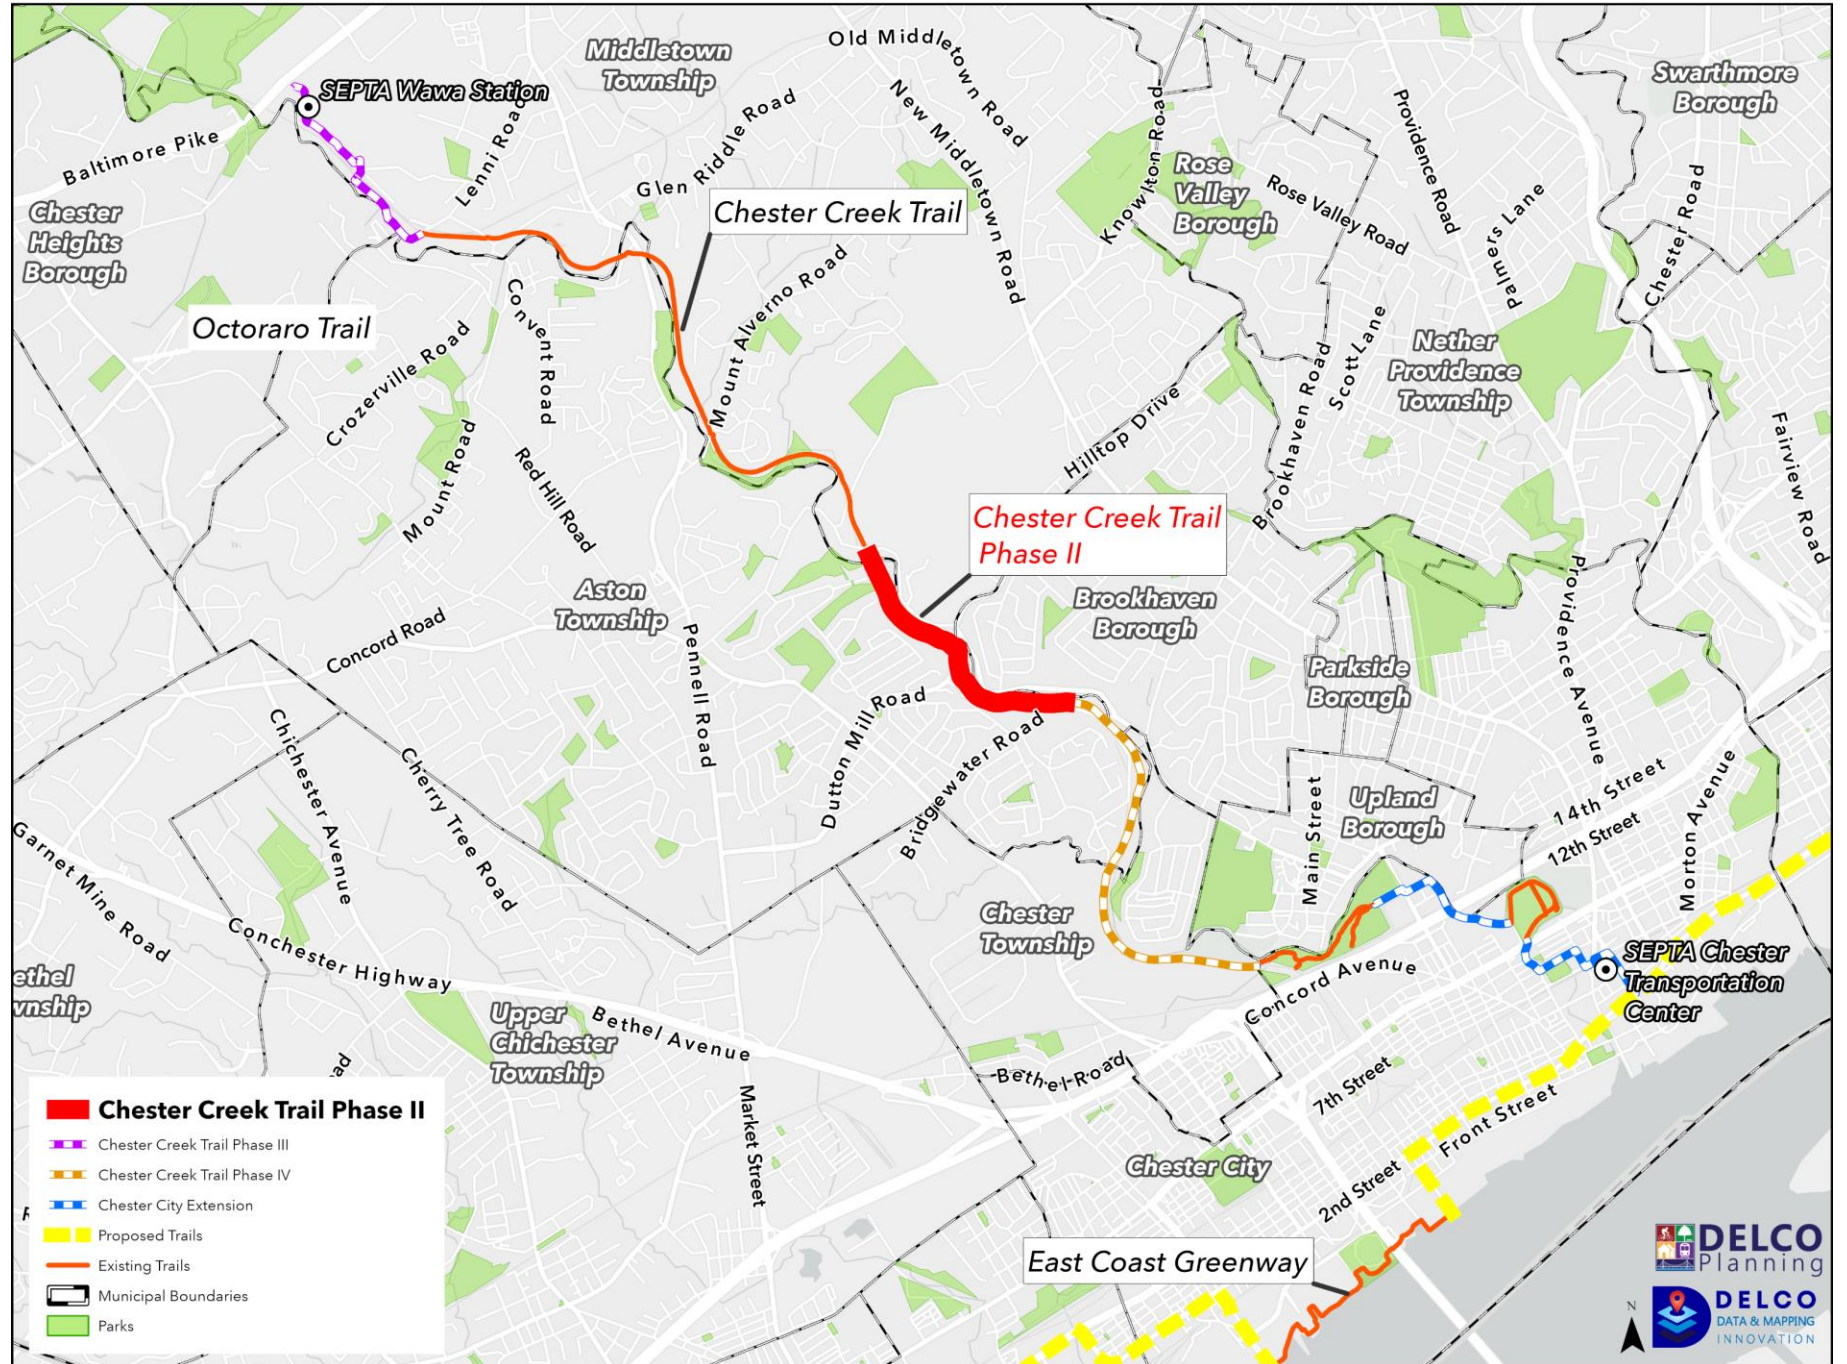 Middletown
Township
Old Middletown Road
Swarthmore
Borough
SEPTA Wawa Station
Baltimore Pike
Lenni Road
Glen Riddle Road
New Middletown Road
Knowlton Road
Providence Road
Rose
Valley
Borough
Rose Valley Road
Palmers Lane
Chester Road
Chester
Heights
Borough
Chester Creek Trail
Octoraro Trail
Crozerville Road
Convent Road
Mount Alverno Road
Scott Lane
Nether
Providence
Township
Hilltop Drive
Brookhaven Road
Fairview Road
Mount Road
Red Hill Road
Chester Creek Trail
Phase II
Aston
Township
Brookhaven
Borough
Concord Road
Pennell Road
Parkside
Borough
Providence Avenue
Dutton Mill Road
Bridgewater Road
Chichester Avenue
Cherry Tree Road
Main Street
Upland
Borough
14th Street
12th Street
Morton Avenue
Garnet Mine Road
Conchester Highway
Chester
Township
Concord Avenue
SEPTA Chester
Transportation
Center
ethel
wnship
Upper
Chichester
Township
Bethel Avenue
Bethel Road
7th Street
Front Street
2nd Street
Market Street
Chester City
East Coast Greenway
oad
R
Chester Creek Trail Phase II
Chester Creek Trail Phase III
Chester Creek Trail Phase IV
Chester City Extension
Proposed Trails
Existing Trails
Municipal Boundaries
Parks
DELCO
Planning
N
DELCO
DATA & MAPPING
INNOVATION